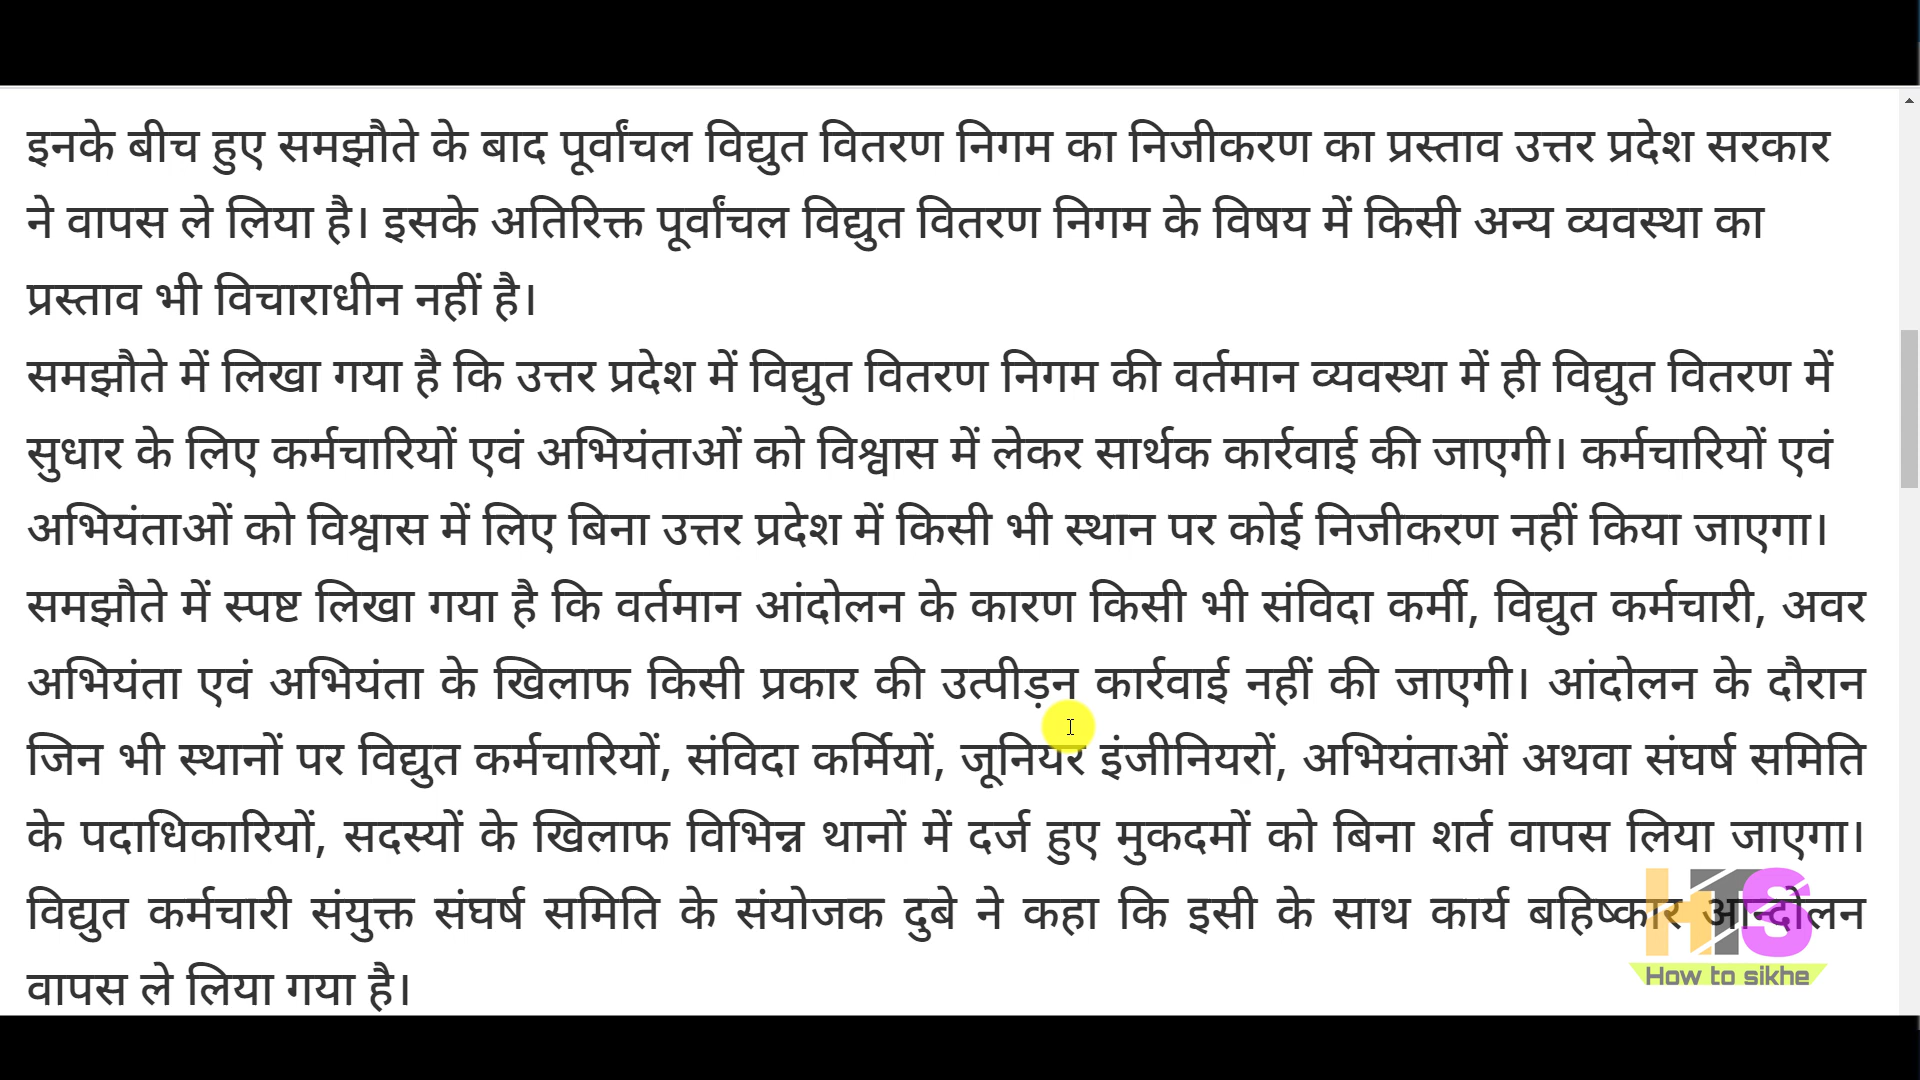 इनके बीच हुए समझौते के बाद पूर्वांचल विद्युत वितरण निगम का निजीकरण का प्रस्ताव उत्तर प्रदेश सरकार
ने वापस ले लिया है। इसके अतिरिक्त पूर्वांचल विद्युत वितरण निगम के विषय में किसी अन्य व्यवस्था का
प्रस्ताव भी विचाराधीन नहीं है।
समझौते में लिखा गया है कि उत्तर प्रदेश में विद्युत वितरण निगम की वर्तमान व्यवस्था में ही विद्युत वितरण में
सुधार के लिए कर्मचारियों एवं अभियंताओं को विश्वास में लेकर सार्थक कार्रवाई की जाएगी। कर्मचारियों एवं
अभियंताओं को विश्वास में लिए बिना उत्तर प्रदेश में किसी भी स्थान पर कोई निजीकरण नहीं किया जाएगा।
समझौते में स्पष्ट लिखा गया है कि वर्तमान आंदोलन के कारण किसी भी संविदा कर्मी, विद्युत कर्मचारी, अवर
अभियंता एवं अभियंता के खिलाफ किसी प्रकार की उत्पीड़न कार्रवाई नहीं की जाएगी। आंदोलन के दौरान
जिन भी स्थानों पर विद्युत कर्मचारियों, संविदा कर्मियों, जूनियर इंजीनियरों, अभियंताओं अथवा संघर्ष समिति
के पदाधिकारियों, सदस्यों के खिलाफ विभिन्न थानों में दर्ज हुए मुकदमों को बिना शर्त वापस लिया जाएगा।
विद्युत कर्मचारी संयुक्त संघर्ष समिति के संयोजक दुबे ने कहा कि इसी के साथ कार्य बहिष्कार आन्दोलन
वापस ले लिया गया है।
HTS
How to sikhe